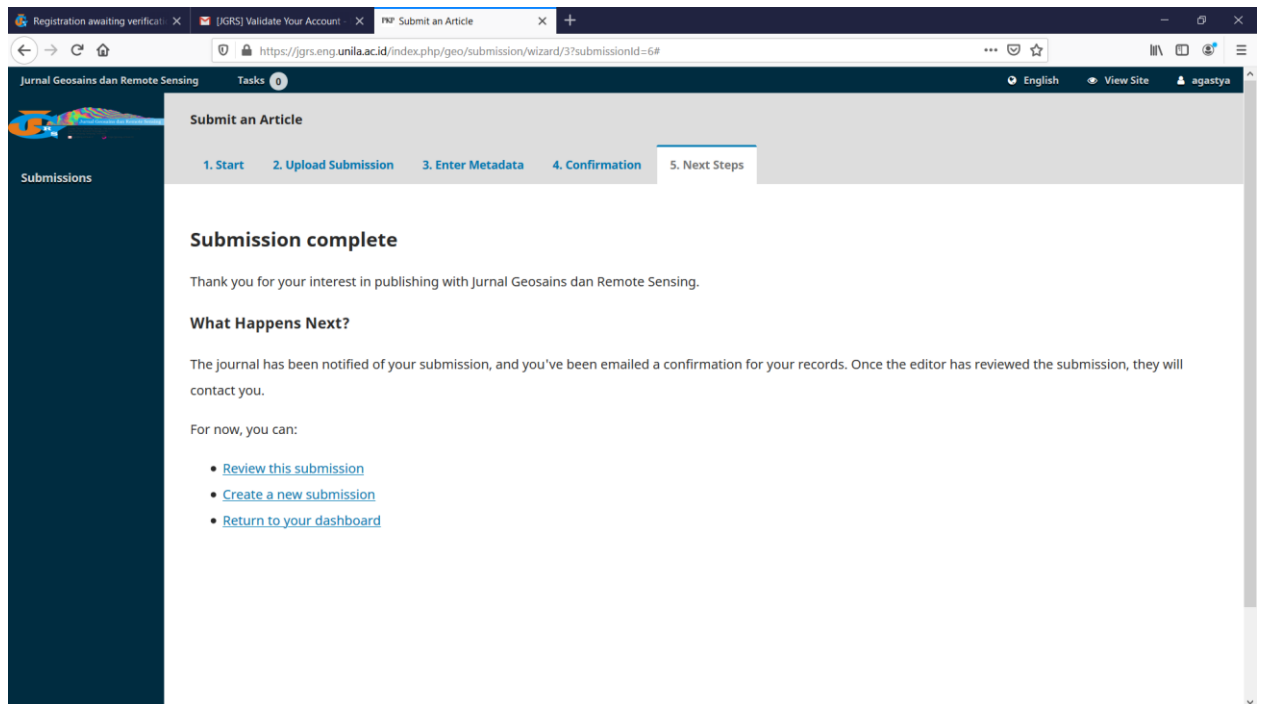 Registration awaiting verificati
[JGRS] Validate Your Account -
PKP Submit an Article
https://jgrs.eng.unila.ac.id/index.php/geo/submission/wizard/3?submissionId=6#
Jurnal Geosains dan Remote Sensing Tasks 0 English View Site agastya
Submit an Article
1. Start 2. Upload Submission 3. Enter Metadata 4. Confirmation 5. Next Steps
Submissions
Submission complete
Thank you for your interest in publishing with Jurnal Geosains dan Remote Sensing.
What Happens Next?
The journal has been notified of your submission, and you've been emailed a confirmation for your records. Once the editor has reviewed the submission, they will
contact you.
For now, you can:
Review this submission
Create a new submission
Return to your dashboard